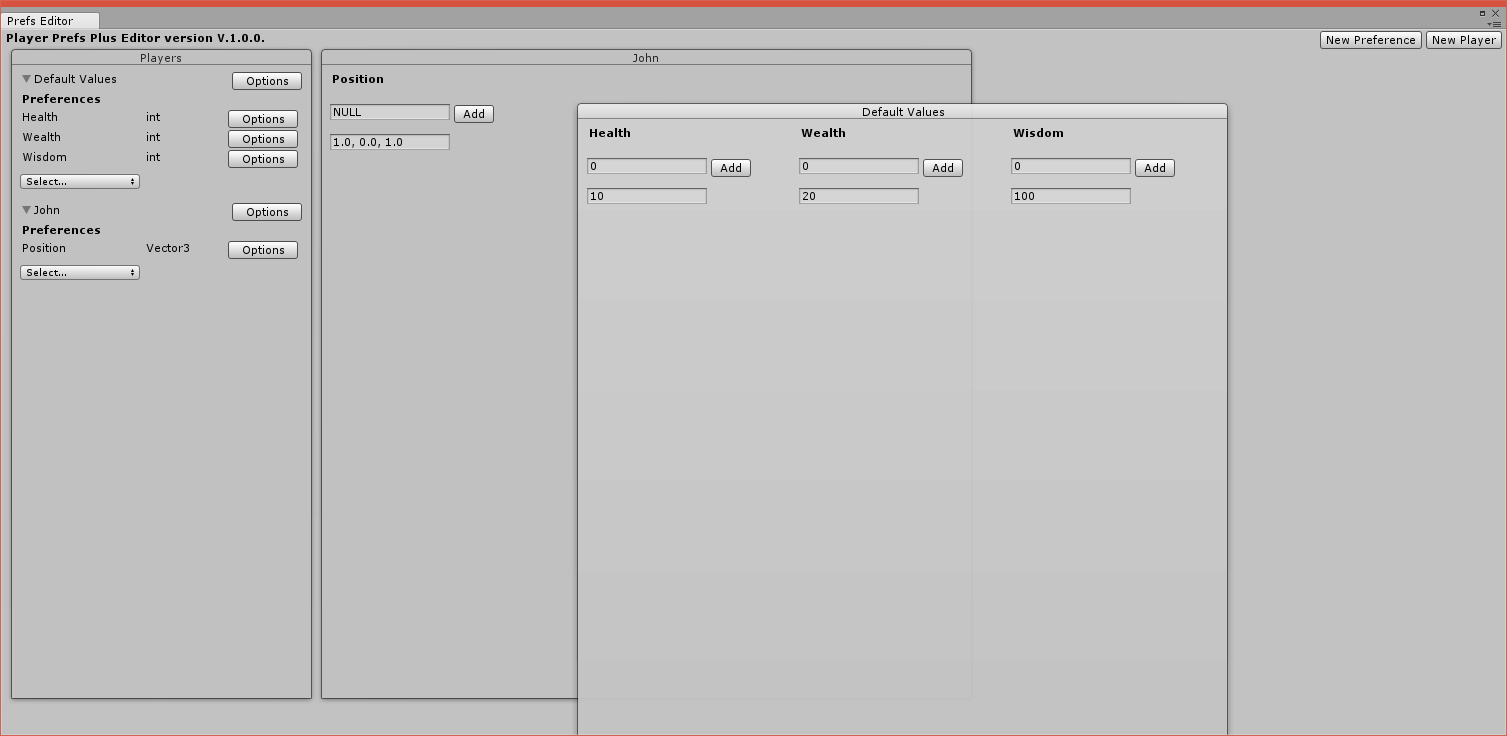 Prefs Editor
Player Prefs Plus Editor version V.1.0.0.
New Preference New Player
Players
Default Values Options
Preferences
Health int Options
Wealth int Options
Wisdom int Options
Select...
John Options
Preferences
Position Vector3 Options
Select...
John
Position
NULL Add
1.0, 0.0, 1.0
Default Values
Health Wealth Wisdom
0 Add 0 Add 0 Add
10 20 100